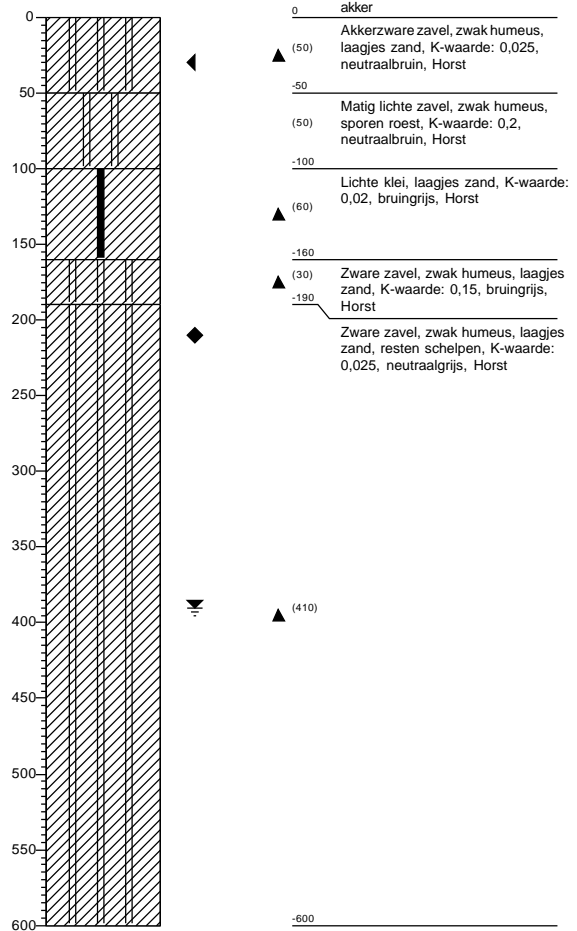 0
50
100
150
200
250
300
350
400
450
500
550
600
0 akker
(50)
Akkerzware zavel, zwak humeus,
laagjes zand, K-waarde: 0,025,
neutraalbruin, Horst
-50
(50)
Matig lichte zavel, zwak humeus,
sporen roest, K-waarde: 0,2,
neutraalbruin, Horst
-100
(60)
Lichte klei, laagjes zand, K-waarde:
0,02, bruingrijs, Horst
-160
(30)
Zware zavel, zwak humeus, laagjes
zand, K-waarde: 0,15, bruingrijs,
Horst
-190
Zware zavel, zwak humeus, laagjes
zand, resten schelpen, K-waarde:
0,025, neutraalgrijs, Horst
(410)
-600